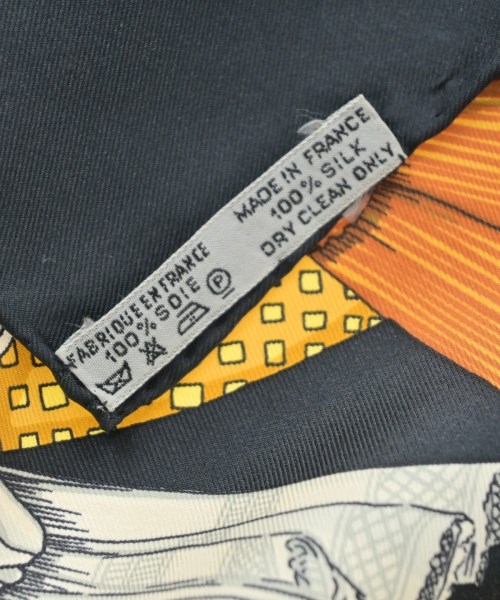 MADE IN FRANCE
100% SILK
DRY CLEAN ONLY
FABRIQUE EN FRANCE
100% SOIE
P